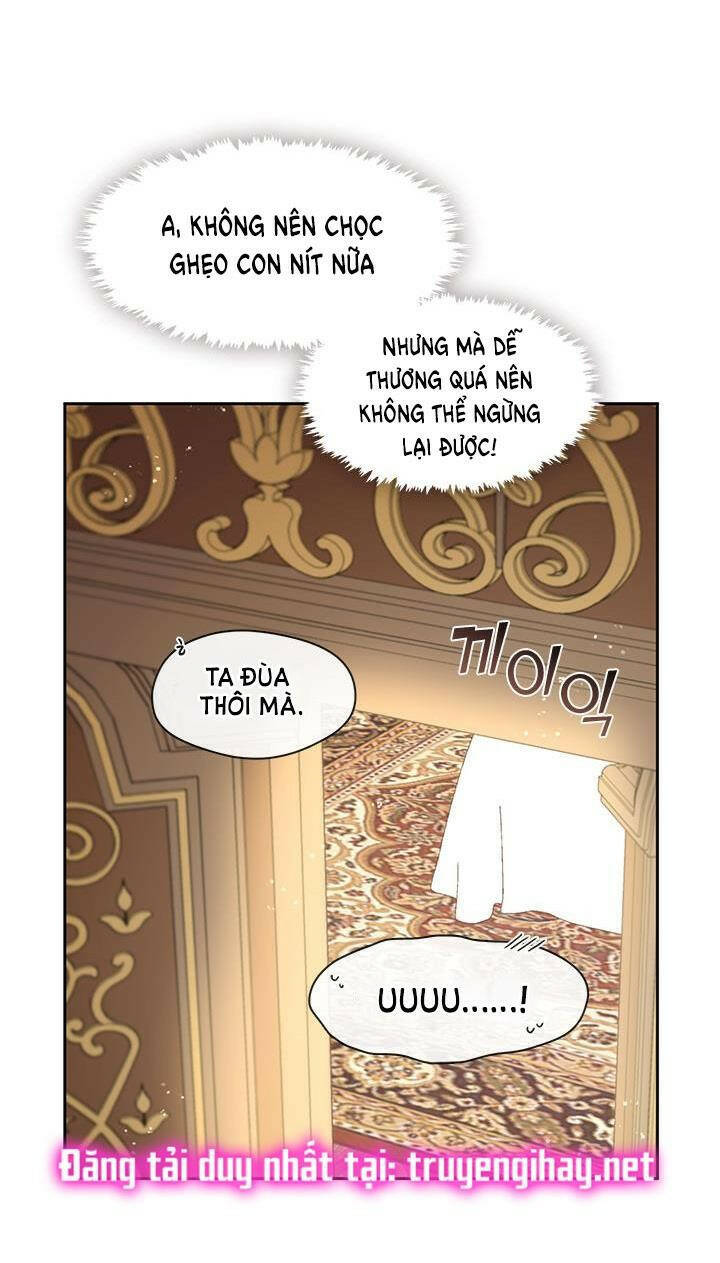 A, KHÔNG NÊN CHỌC
GHẸO CON NÍT NỮA
NHƯNG MÀ DỄ
THƯƠNG QUÁ NÊN
KHÔNG THỂ NGỪNG
LẠI ĐƯỢC!
끼이익
TA ĐÙA
THÔI MÀ.
UUUU......!
Đăng tải duy nhất tại: truyengihay.net